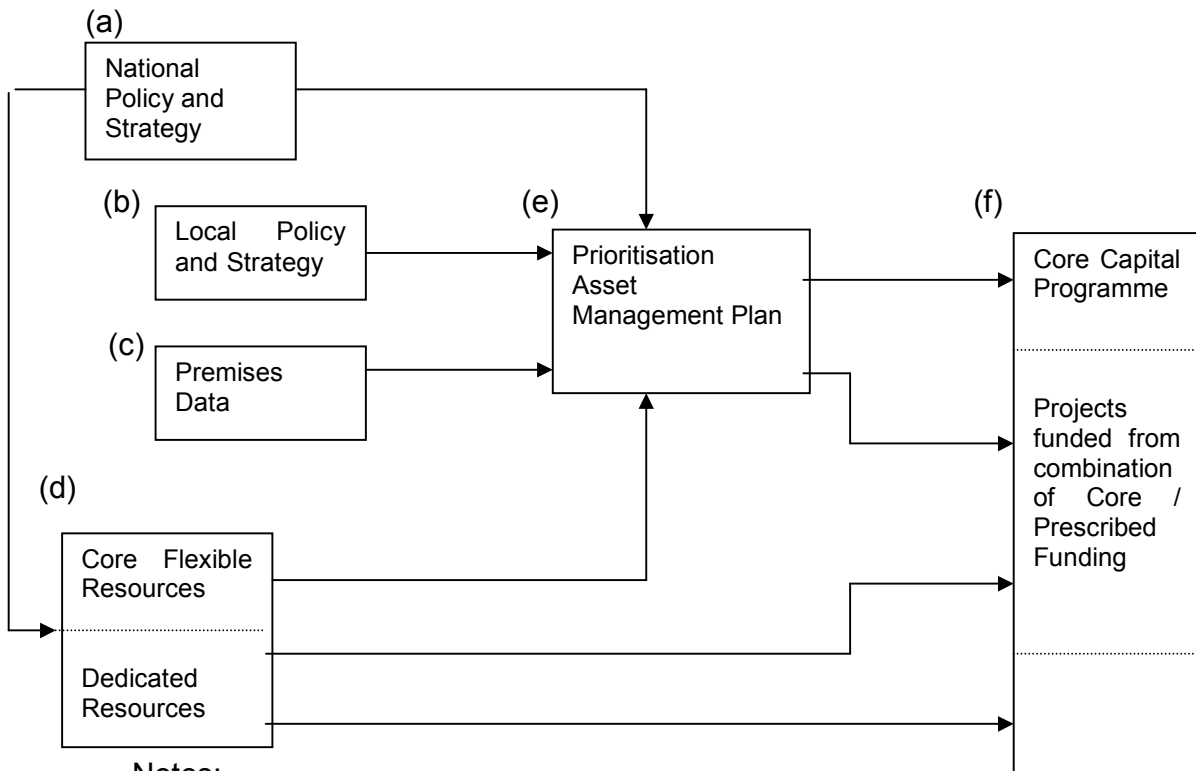 (a)
National
Policy and
Strategy
(b)
Local Policy
and Strategy
(c)
Premises
Data
(d)
Core Flexible
Resources
Dedicated
Resources
(e)
Prioritisation
Asset
Management Plan
(f)
Core Capital
Programme
Projects
funded from
combination
of Core /
Prescribed
Funding
Notes: